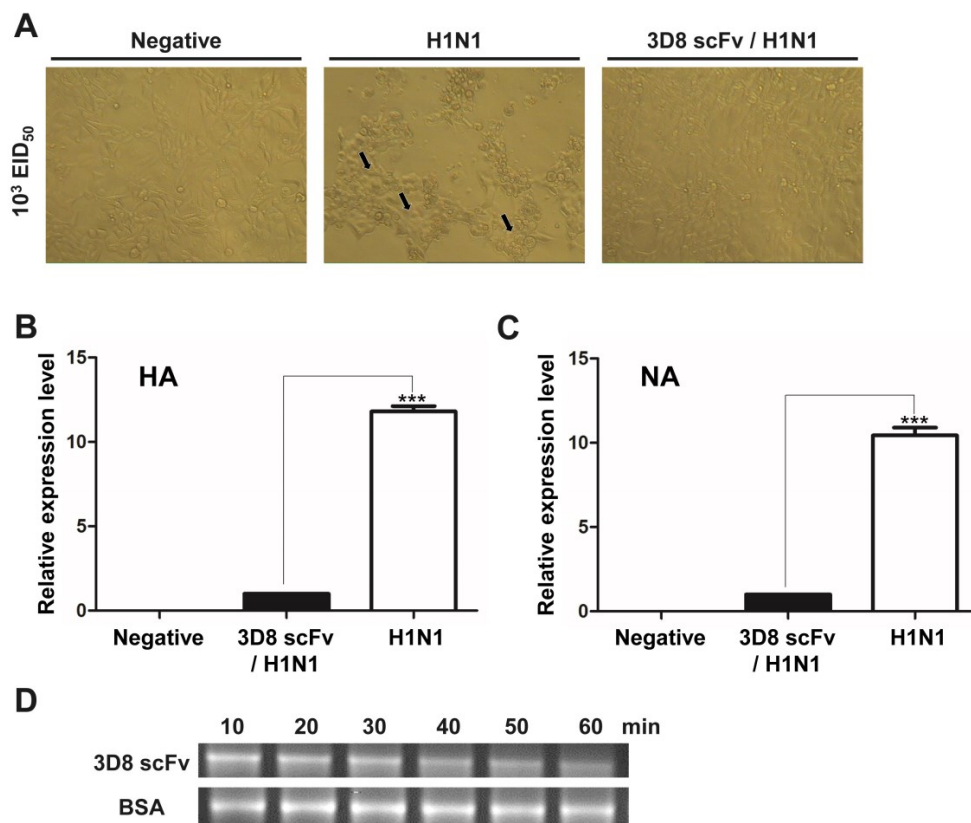 A
Negative
H1N1
3D8 scFv / H1N1
10³ EID₅₀
B
HA
Relative expression level
15
10
5
0
***
Negative
3D8 scFv
/ H1N1
H1N1
C
NA
Relative expression level
15
10
5
0
***
Negative
3D8 scFv
/ H1N1
H1N1
D
10 20 30 40 50 60 min
3D8 scFv
BSA